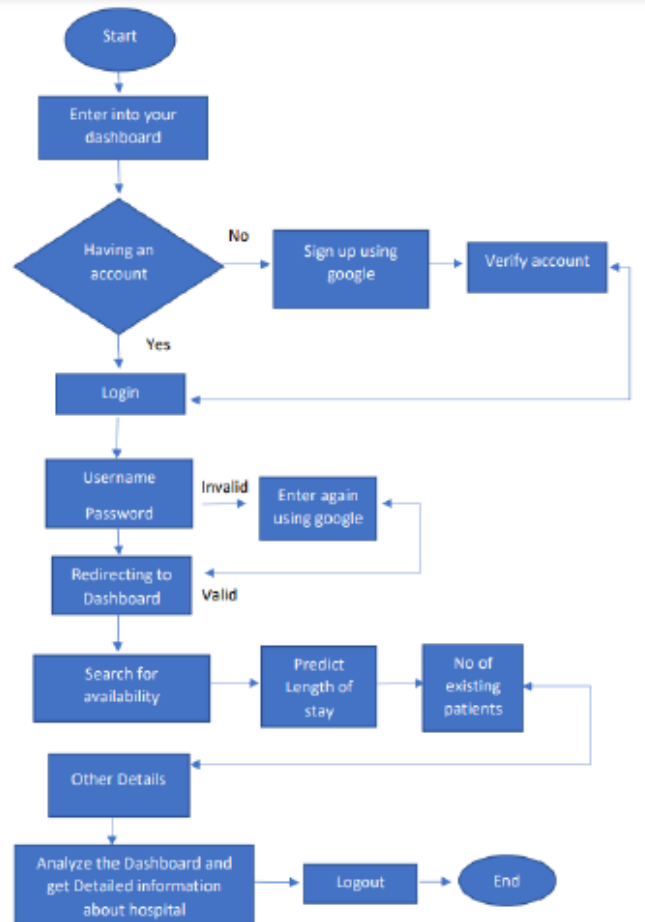 Start
Enter into your
dashboard
Having an
account
No
Sign up using
google
Verify account
Yes
Login
Username
Password
Invalid
Enter again
using google
Redirecting to
Dashboard
Valid
Search for
availability
Predict
Length of
stay
No of
existing
patients
Other Details
Analyze the Dashboard and
get Detailed information
about hospital
Logout
End